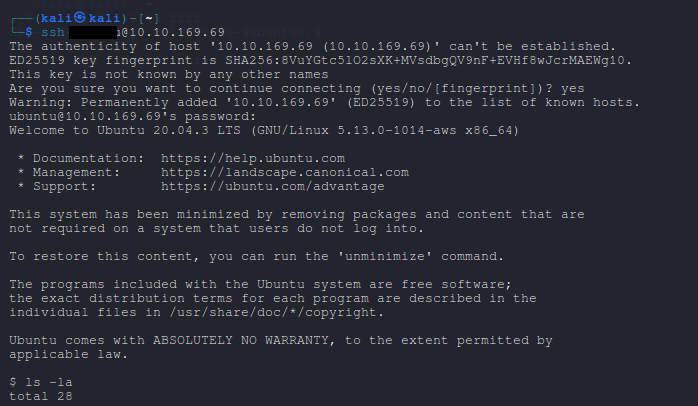 ┌──(kali㉿kali)-[~]
└─$ ssh u@10.10.169.69
The authenticity of host '10.10.169.69 (10.10.169.69)' can't be established.
ED25519 key fingerprint is SHA256:8VuYGtc5lO2sXK+MVsdbgQV9nF+EVHf8wJcrMAEWg10.
This key is not known by any other names
Are you sure you want to continue connecting (yes/no/[fingerprint])? yes
Warning: Permanently added '10.10.169.69' (ED25519) to the list of known hosts.
ubuntu@10.10.169.69's password:
Welcome to Ubuntu 20.04.3 LTS (GNU/Linux 5.13.0-1014-aws x86_64)
* Documentation: https://help.ubuntu.com
* Management: https://landscape.canonical.com
* Support: https://ubuntu.com/advantage
This system has been minimized by removing packages and content that are
not required on a system that users do not log into.
To restore this content, you can run the 'unminimize' command.
The programs included with the Ubuntu system are free software;
the exact distribution terms for each program are described in the
individual files in /usr/share/doc/*/copyright.
Ubuntu comes with ABSOLUTELY NO WARRANTY, to the extent permitted by
applicable law.
$ ls -la
total 28